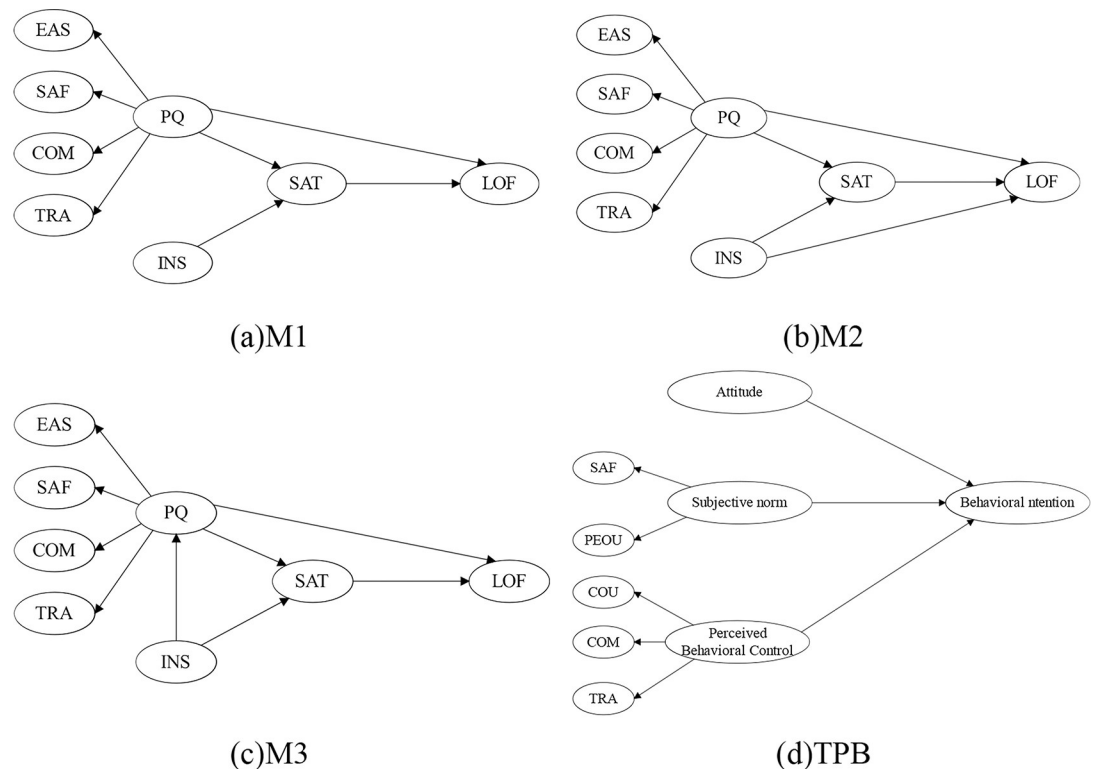 EAS
SAF
COM
TRA
PQ
SAT
LOF
INS
(a)M1
EAS
SAF
COM
TRA
PQ
SAT
LOF
INS
(b)M2
EAS
SAF
COM
TRA
PQ
SAT
LOF
INS
(c)M3
Attitude
SAF
Subjective norm
Behavioral ntention
PEOU
COU
COM
Perceived
Behavioral Control
TRA
(d)TPB